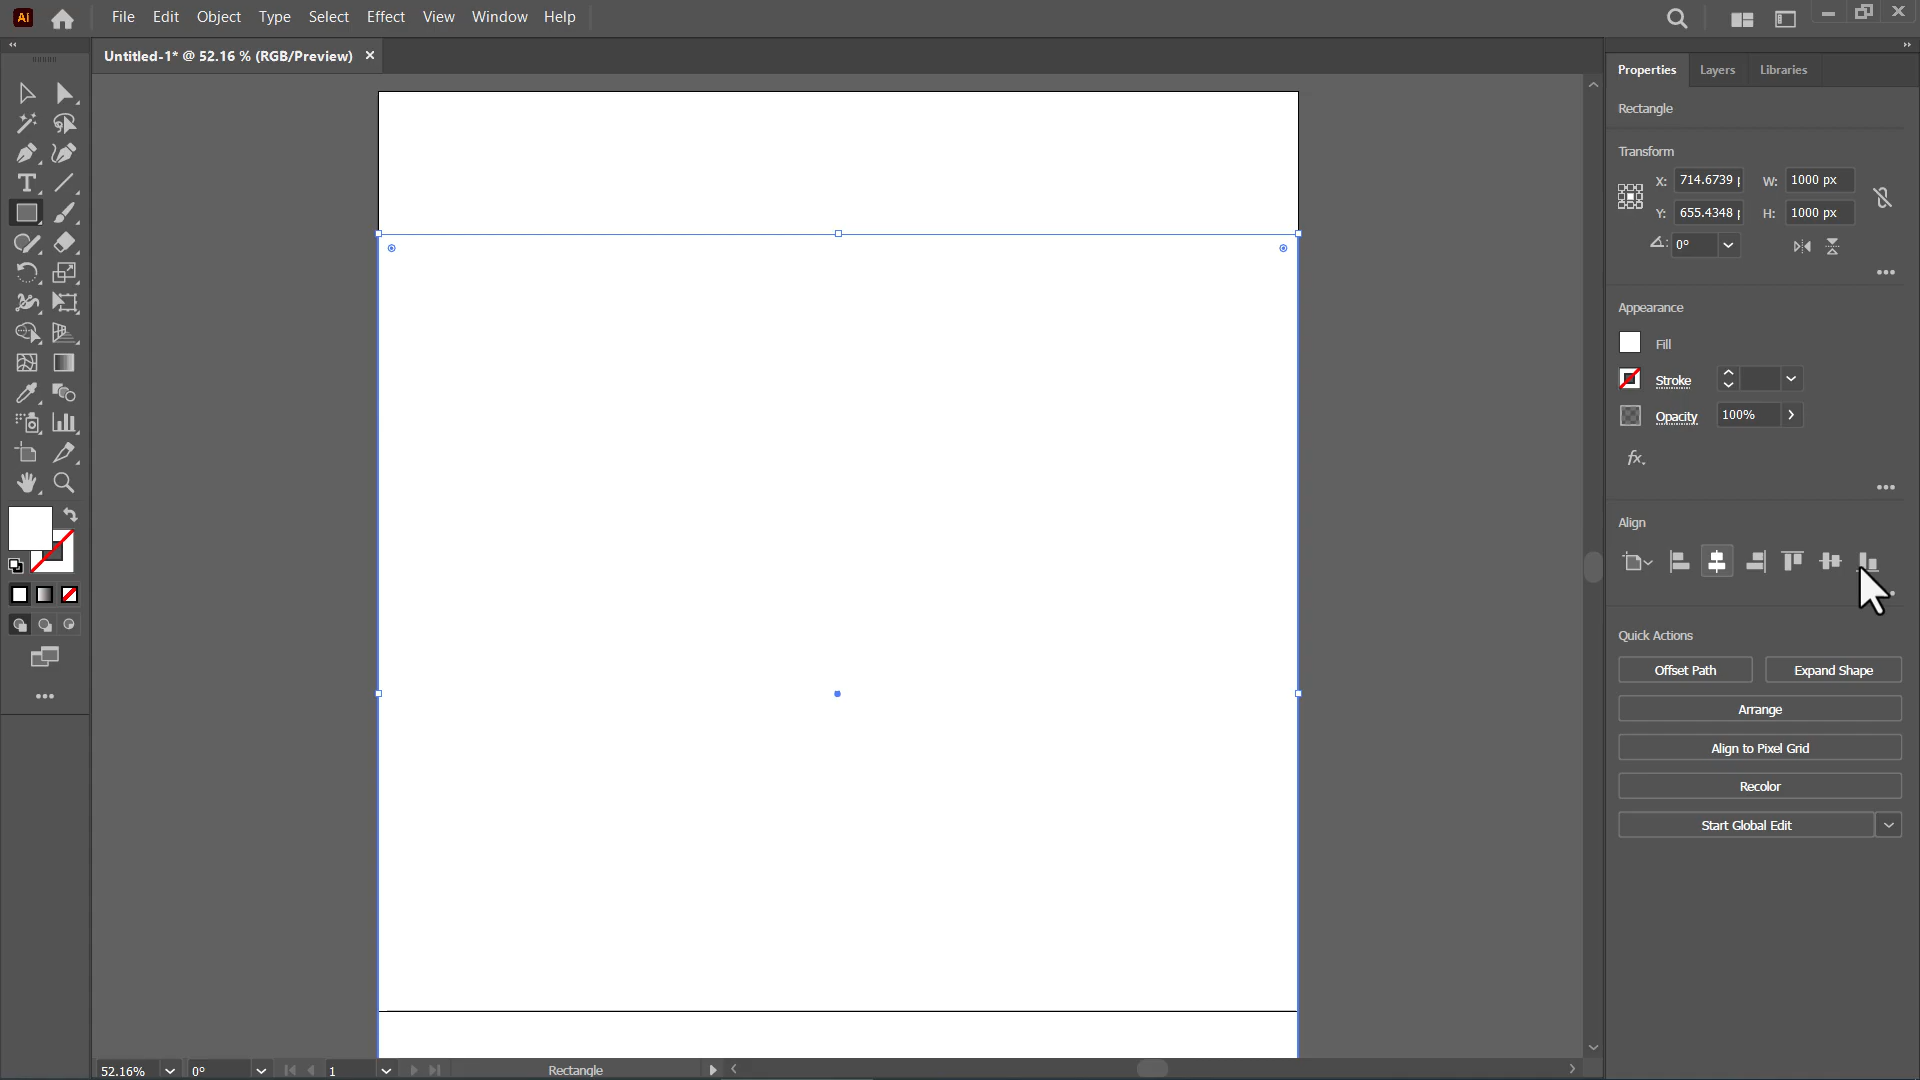 Ai File Edit Object Type Select Effect View Window Help
Untitled-1* @ 52.16 % (RGB/Preview)
Properties Layers Libraries
Rectangle
Transform
X: 714.6739 W: 1000 px
Y: 655.4348 H: 1000 px
0°
Appearance
Fill
Stroke
Opacity 100%
fx.
Align
Quick Actions
Offset Path Expand Shape
Arrange
Align to Pixel Grid
Recolor
Start Global Edit
52.16% 0° 1 Rectangle